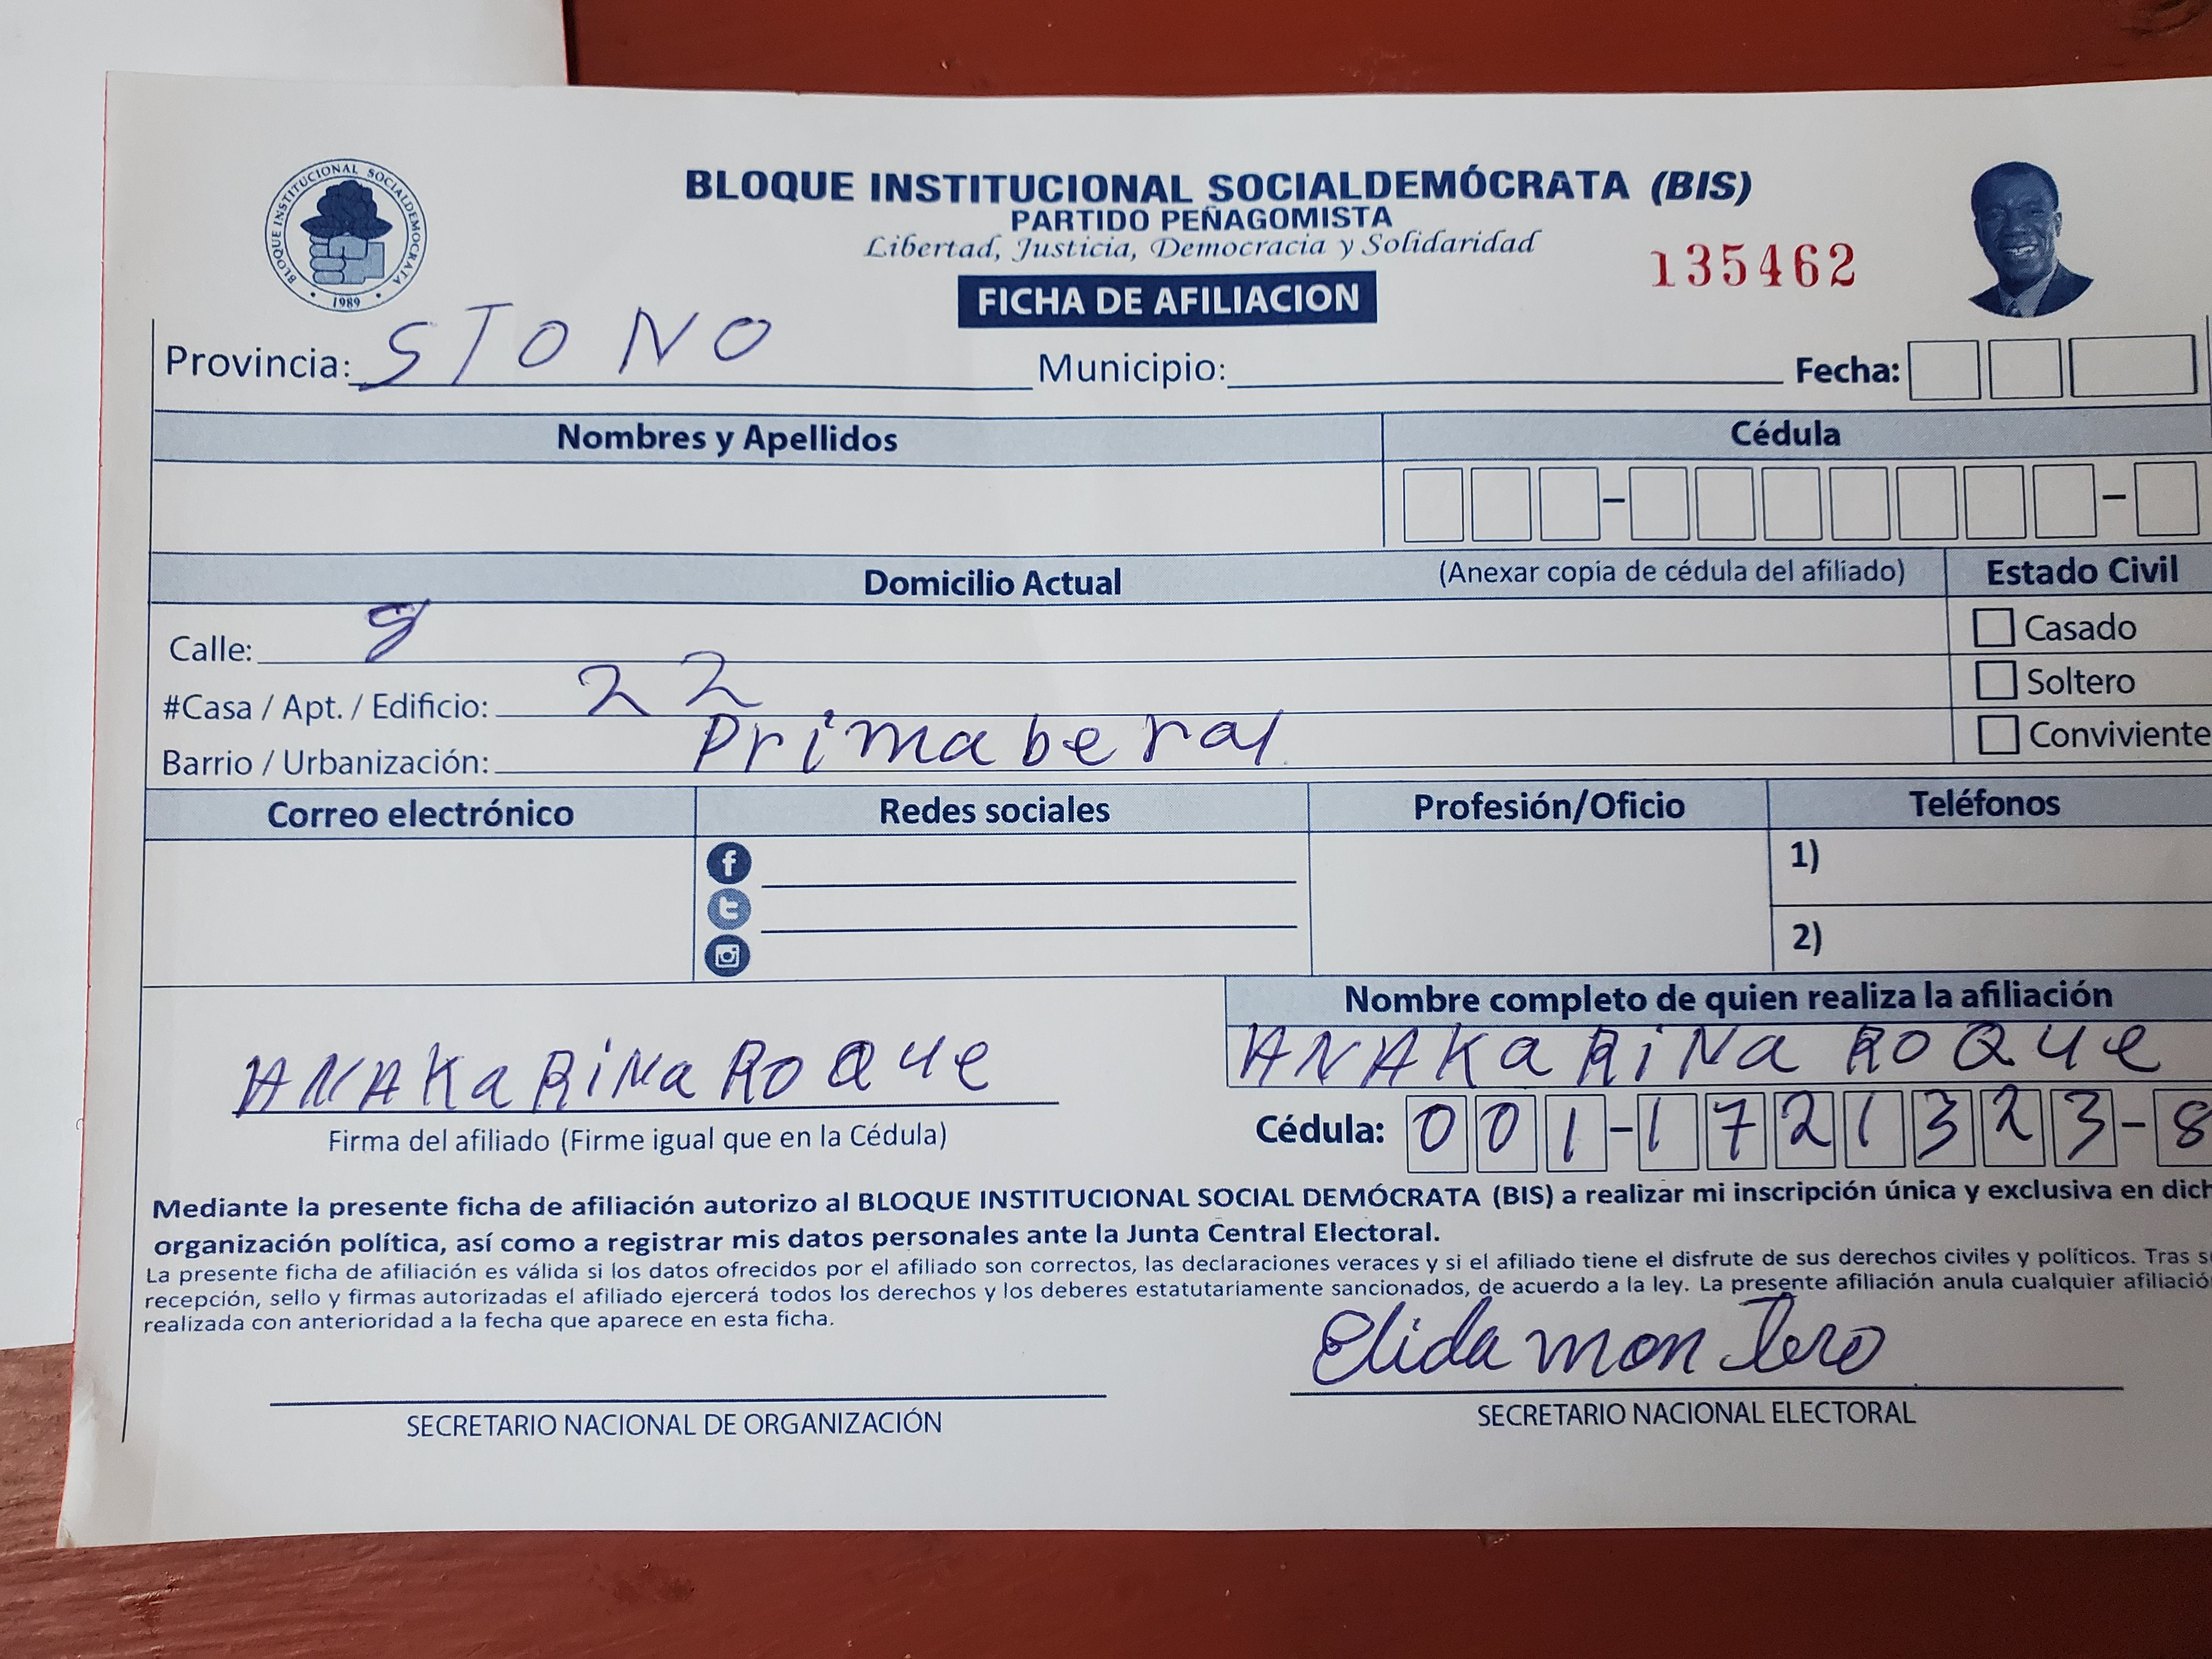 BLOQUE INSTITUCIONAL SOCIALDEMOCRATA
1989
BLOQUE INSTITUCIONAL SOCIALDEMÓCRATA (BIS)
PARTIDO PEÑAGOMISTA
Libertad, Justicia, Democracia y Solidaridad
135462
FICHA DE AFILIACION
Provincia: STO NO Municipio: Fecha:
Nombres y Apellidos Cédula
Domicilio Actual (Anexar copia de cédula del afiliado) Estado Civil
Calle: 8 Casado
#Casa / Apt. / Edificio: 22 Soltero
Barrio / Urbanización: Primaberal Conviviente
Correo electrónico Redes sociales Profesión/Oficio Teléfonos
1)
2)
Nombre completo de quien realiza la afiliación
ANAKaRiNa ROQue
ANAKaRiNa ROQue
Firma del afiliado (Firme igual que en la Cédula)
Cédula: 001-1721323-8
Mediante la presente ficha de afiliación autorizo al BLOQUE INSTITUCIONAL SOCIAL DEMÓCRATA (BIS) a realizar mi inscripción única y exclusiva en dich
organización política, así como a registrar mis datos personales ante la Junta Central Electoral.
La presente ficha de afiliación es válida si los datos ofrecidos por el afiliado son correctos, las declaraciones veraces y si el afiliado tiene el disfrute de sus derechos civiles y políticos. Tras s
recepción, sello y firmas autorizadas el afiliado ejercerá todos los derechos y los deberes estatutariamente sancionados, de acuerdo a la ley. La presente afiliación anula cualquier afiliació
realizada con anterioridad a la fecha que aparece en esta ficha.
Elida montero
SECRETARIO NACIONAL DE ORGANIZACIÓN SECRETARIO NACIONAL ELECTORAL